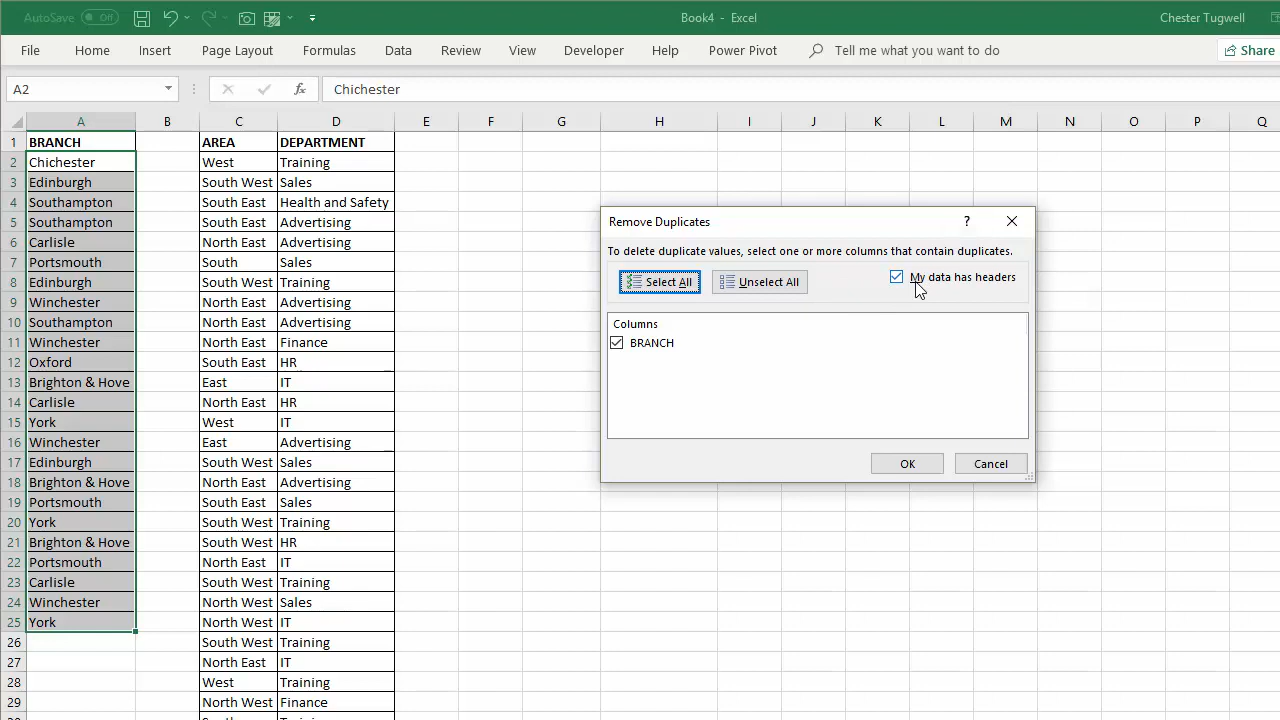 AutoSave Off Book4 - Excel Chester Tugwell
File Home Insert Page Layout Formulas Data Review View Developer Help Power Pivot Tell me what you want to do Share
A2 fx Chichester
A B C D E F G H I J K L M N O P Q
1 BRANCH AREA DEPARTMENT
2 Chichester West Training
3 Edinburgh South West Sales
4 Southampton South East Health and Safety
5 Southampton South East Advertising
6 Carlisle North East Advertising
7 Portsmouth South Sales
8 Edinburgh South West Training
9 Winchester North East Advertising
10 Southampton North East Advertising
11 Winchester North East Finance
12 Oxford South East HR
13 Brighton & Hove East IT
14 Carlisle North East HR
15 York West IT
16 Winchester East Advertising
17 Edinburgh South West Sales
18 Brighton & Hove North East Advertising
19 Portsmouth South East Sales
20 York South West Training
21 Brighton & Hove South West HR
22 Portsmouth North East IT
23 Carlisle South West Training
24 Winchester North West Sales
25 York North West IT
26 South West Training
27 North East IT
28 West Training
29 North West Finance
Remove Duplicates ?
To delete duplicate values, select one or more columns that contain duplicates.
Select All Unselect All My data has headers
Columns
BRANCH
OK Cancel